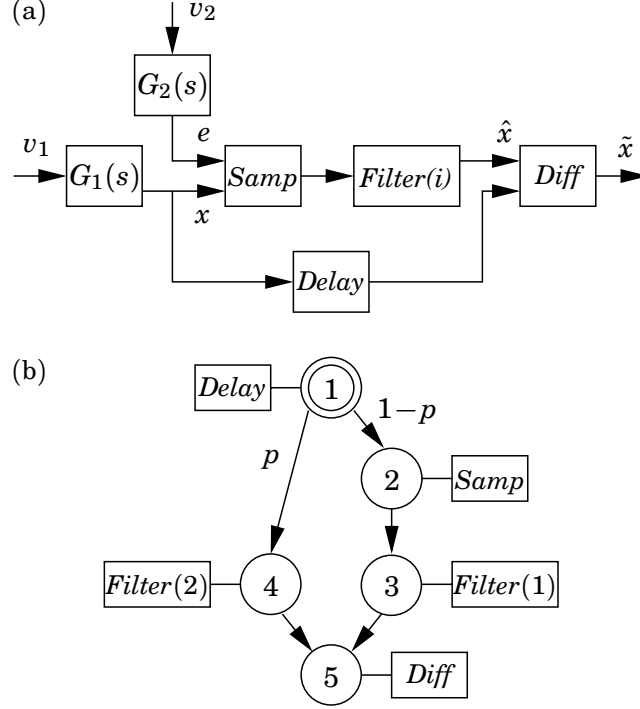 (a)
v₂
G₂(s)
e
x̂
x̃
v₁
G₁(s)
Samp
Filter(i)
Diff
x
Delay
(b)
Delay
1
1−p
p
2
Samp
Filter(2)
4
3
Filter(1)
5
Diff